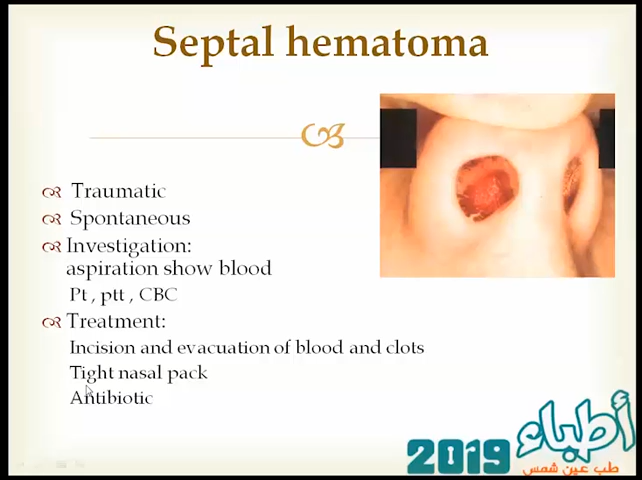 Septal hematoma
Traumatic
Spontaneous
Investigation:
aspiration show blood
Pt , ptt , CBC
Treatment:
Incision and evacuation of blood and clots
Tight nasal pack
Antibiotic
أطباء
2019
طب عين شمس